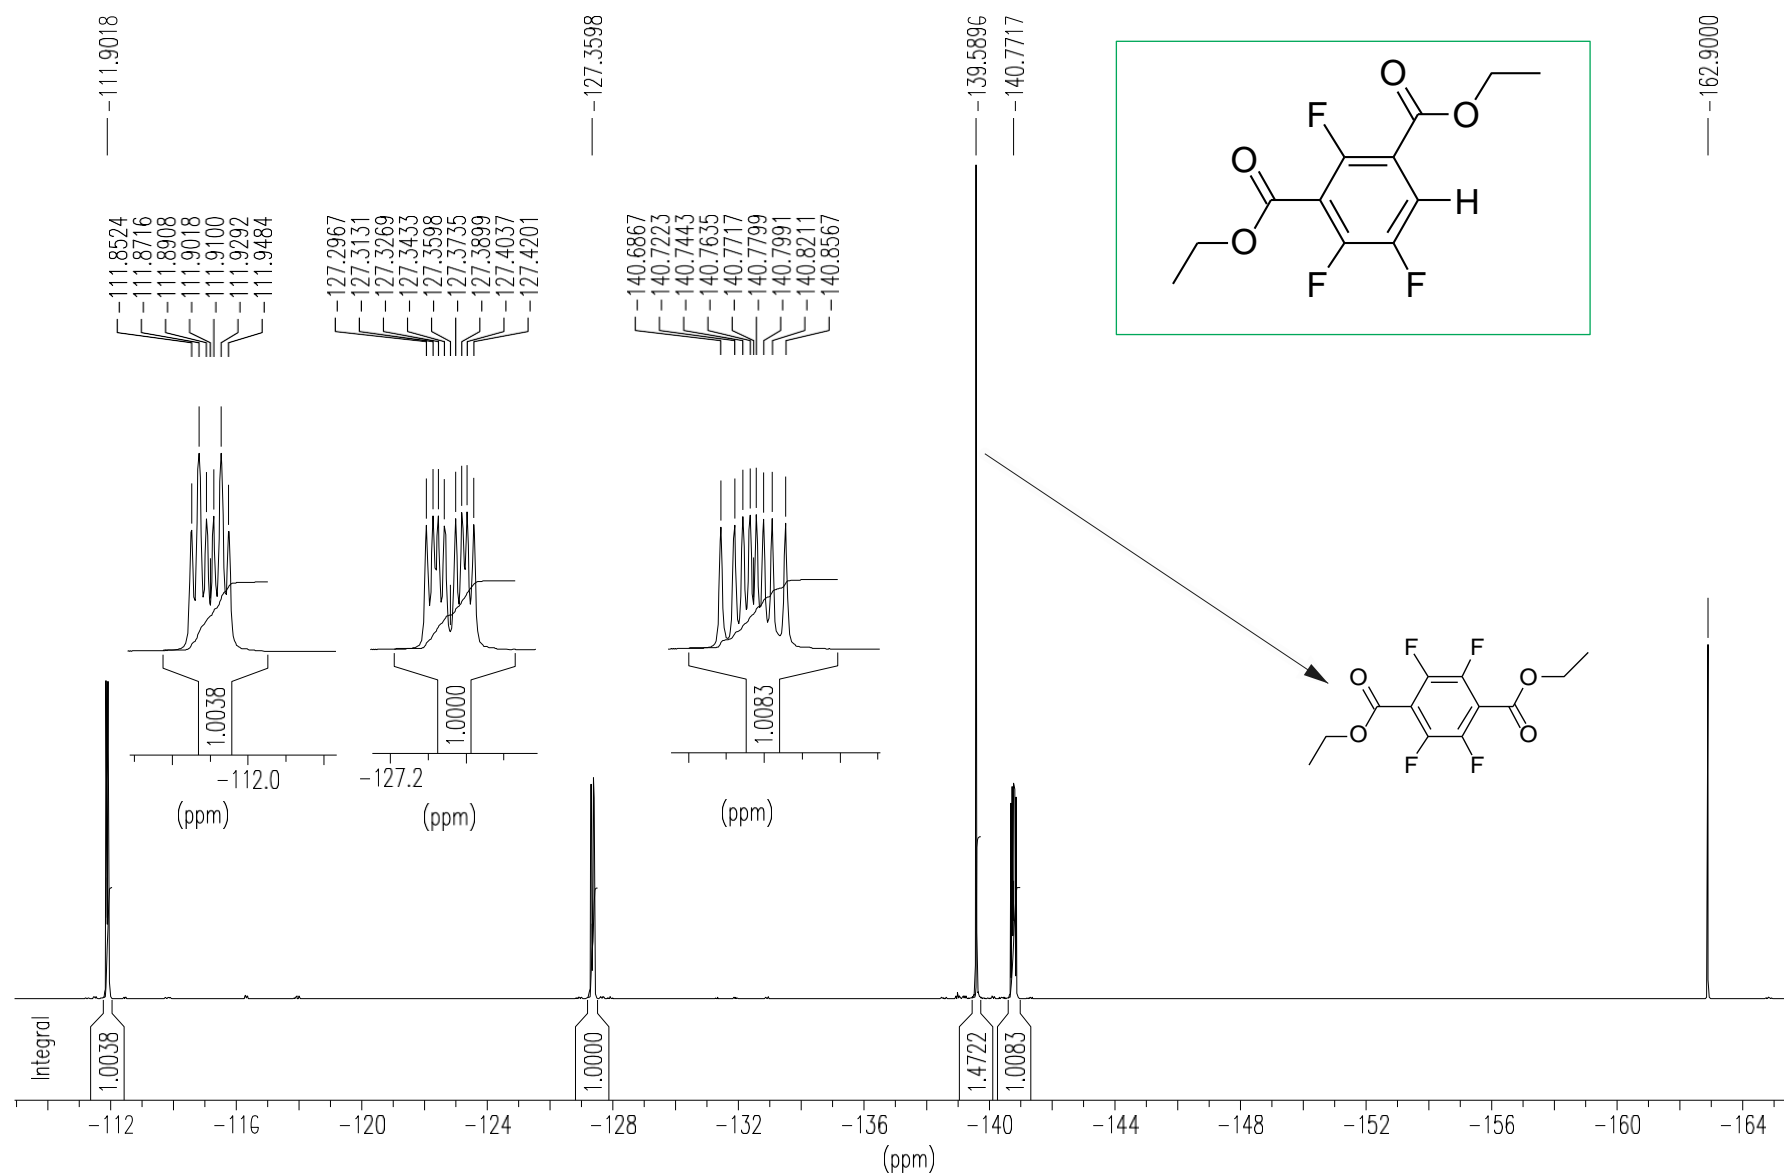 -111.9018
-127.3598
-139.5896
-140.7717
-162.9000
-111.8524
-111.8716
-111.8908
-111.9018
-111.9100
-111.9292
-111.9484
-127.2967
-127.3131
-127.3269
-127.3433
-127.3598
-127.3735
-127.3899
-127.4037
-127.4201
-140.6867
-140.7223
-140.7443
-140.7635
-140.7717
-140.7799
-140.7991
-140.8211
-140.8567
O
O
F
O
O
H
F
F
1.0038
1.0000
1.0083
-112.0
-127.2
(ppm)
(ppm)
(ppm)
F
F
O
O
O
O
F
F
Integral
1.0038
1.0000
1.4722
1.0083
-112
-116
-120
-124
-128
-132
-136
-140
-144
-148
-152
-156
-160
-164
(ppm)